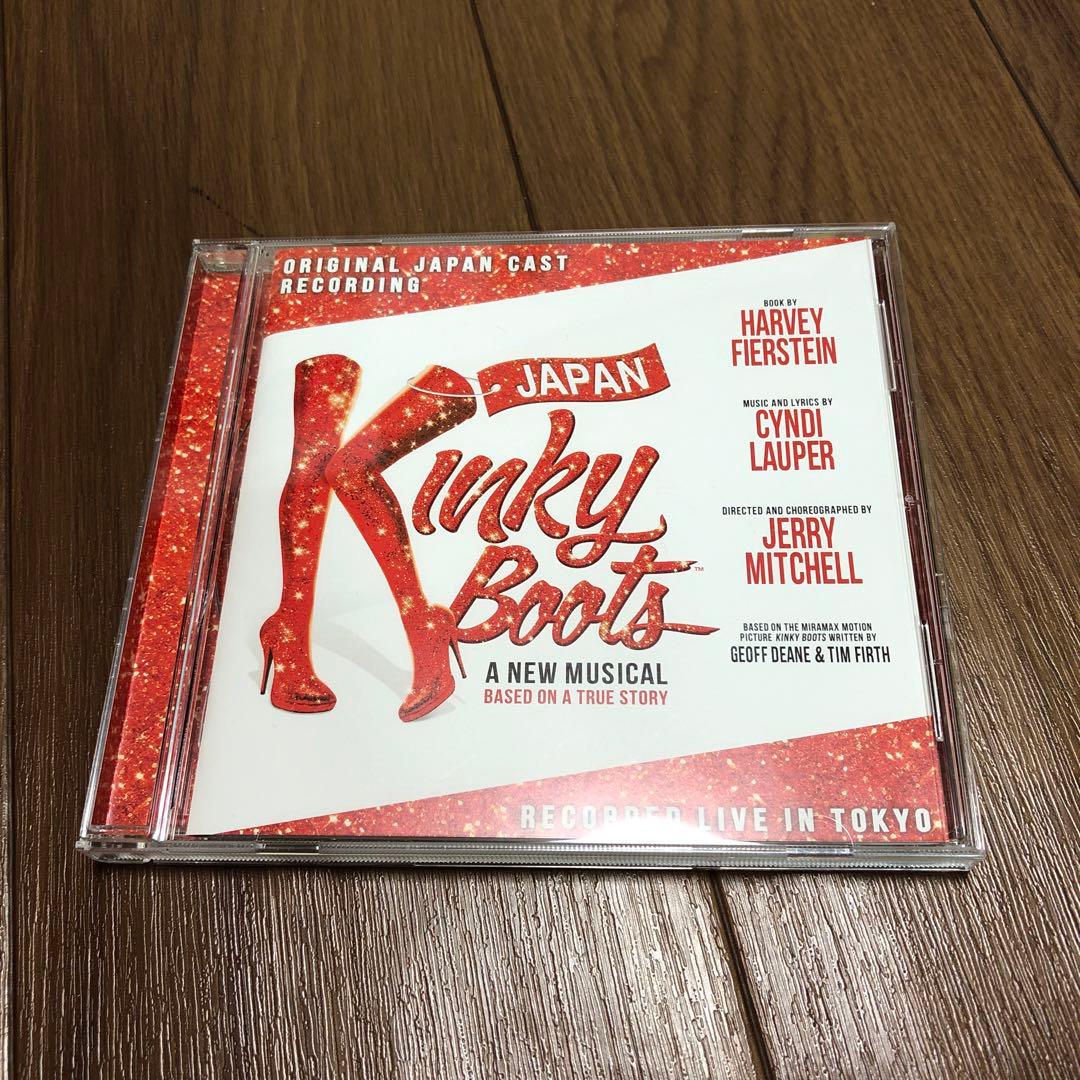 ORIGINAL JAPAN CAST
RECORDING
JAPAN
Kinky
Boots™
A NEW MUSICAL
BASED ON A TRUE STORY
BOOK BY
HARVEY
FIERSTEIN
MUSIC AND LYRICS BY
CYNDI
LAUPER
DIRECTED AND CHOREOGRAPHED BY
JERRY
MITCHELL
BASED ON THE MIRAMAX MOTION
PICTURE KINKY BOOTS WRITTEN BY
GEOFF DEANE & TIM FIRTH
RECORDED LIVE IN TOKYO